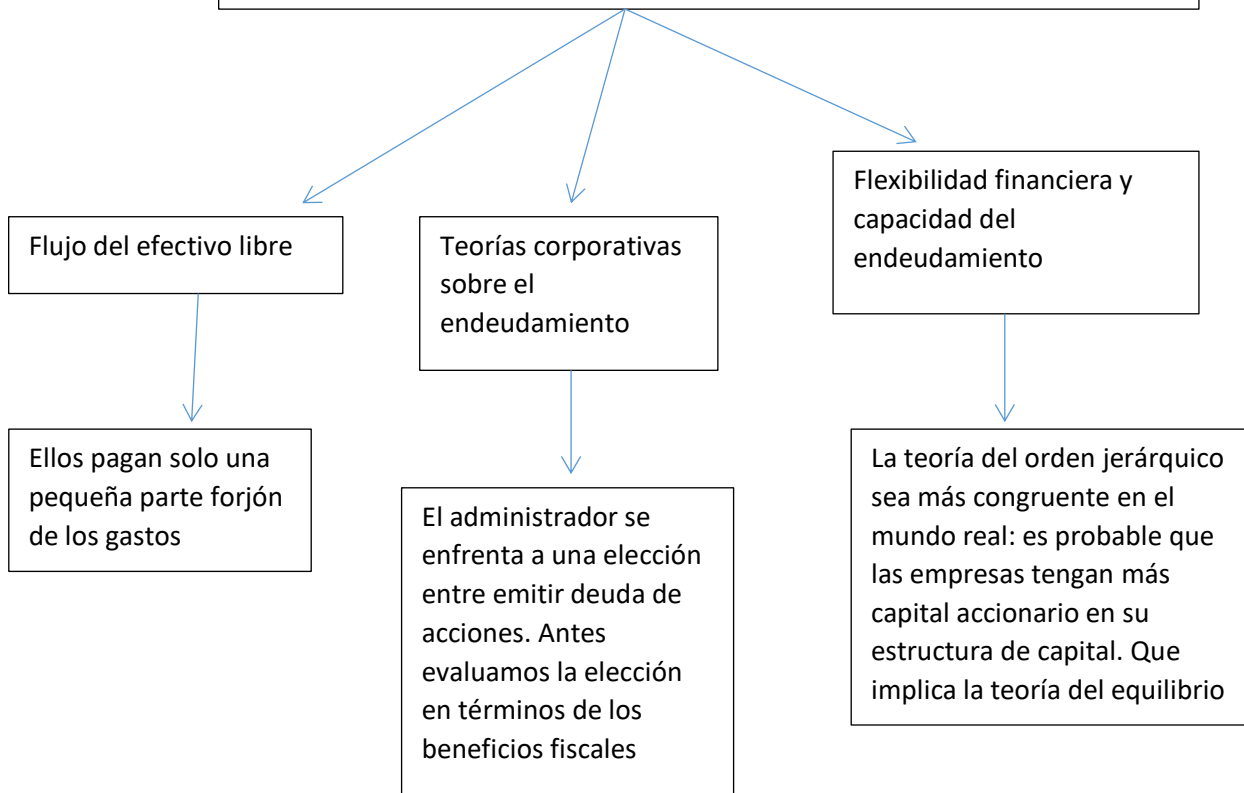 Flujo del efectivo libre
Teorías corporativas
sobre el
endeudamiento
Flexibilidad financiera y
capacidad del
endeudamiento
Ellos pagan solo una
pequeña parte forjón
de los gastos
El administrador se
enfrenta a una elección
entre emitir deuda de
acciones. Antes
evaluamos la elección
en términos de los
beneficios fiscales
La teoría del orden jerárquico
sea más congruente en el
mundo real: es probable que
las empresas tengan más
capital accionario en su
estructura de capital. Que
implica la teoría del equilibrio